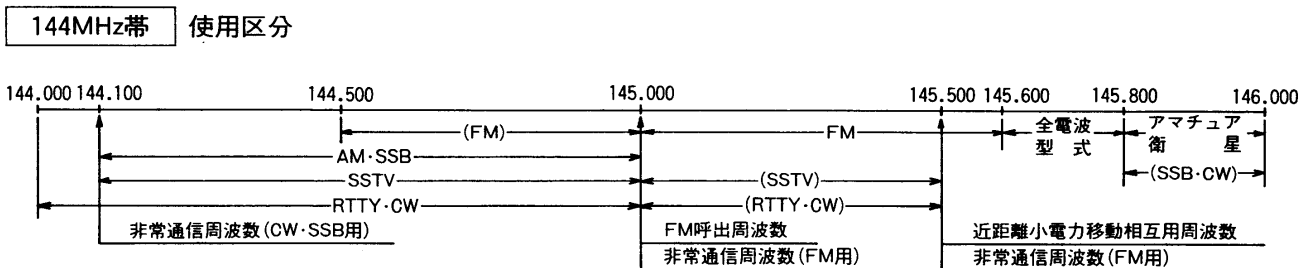 144MHz帯 使用区分
144.000 144.100 144.500 145.000 145.500 145.600 145.800 146.000
(FM) FM 全電波型式 アマチュア衛星
AM·SSB (SSB·CW)
SSTV (SSTV)
RTTY·CW (RTTY·CW)
非常通信周波数(CW·SSB用) FM呼出周波数 近距離小電力移動相互用周波数
非常通信周波数(FM用) 非常通信周波数(FM用)